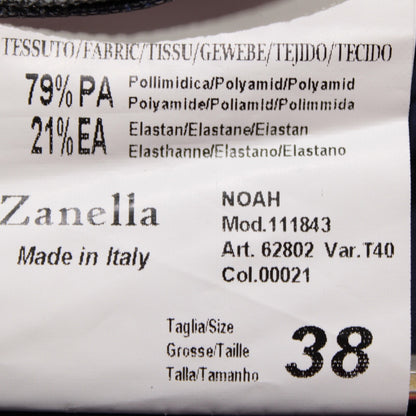 TESSUTO/FABRIC/TISSU/GEWEBE/TEJIDO/TECIDO
79% PA Pollimidica/Polyamid/Polyamid
Polyamide/Poliamid/Polimmida
21% EA Elastan/Elastane/Elastan
Elasthanne/Elastano/Elastano
Zanella
Made in Italy
NOAH
Mod.111843
Art. 62802 Var.T40
Col.00021
Taglia/Size
Grosse/Taille
Talla/Tamanho
38